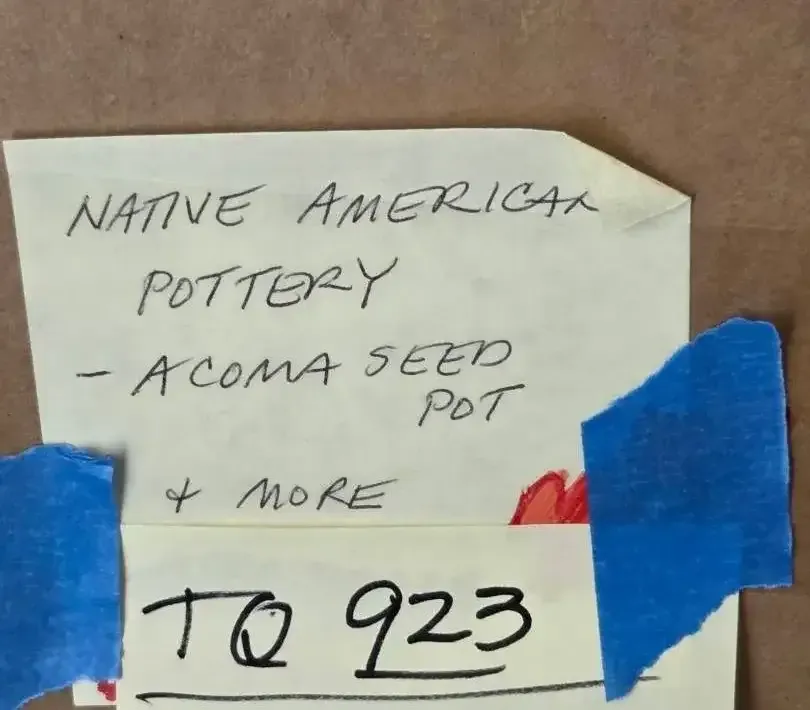 NATIVE AMERICAN
POTTERY
- ACOMA SEED
POT
& MORE
TQ 923